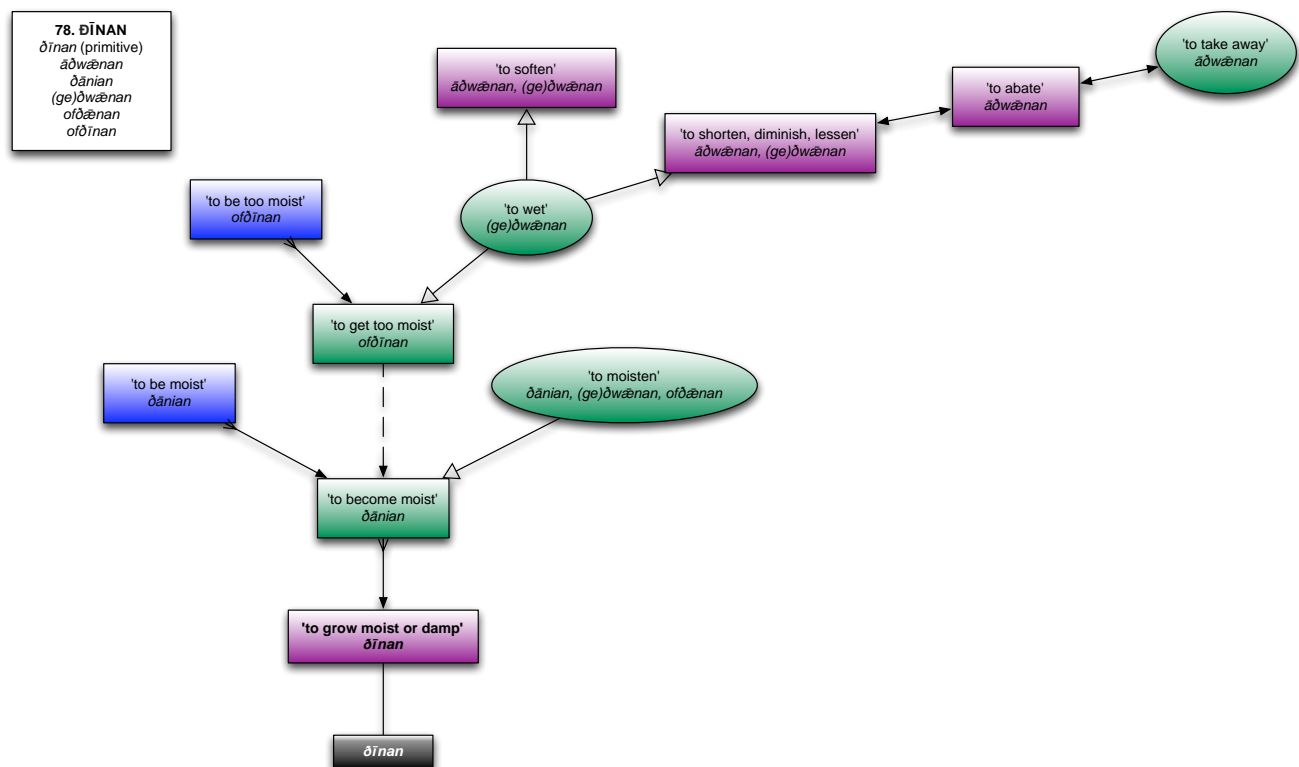 78. ĐĪNAN
ðīnan (primitive)
āðwǣnan
ðānian
(ge)ðwǣnan
ofðǣnan
ofðīnan
'to take away'
āðwǣnan
'to soften'
āðwǣnan, (ge)ðwǣnan
'to abate'
āðwǣnan
'to shorten, diminish, lessen'
āðwǣnan, (ge)ðwǣnan
'to be too moist'
ofðīnan
'to wet'
(ge)ðwǣnan
'to get too moist'
ofðīnan
'to be moist'
ðānian
'to moisten'
ðānian, (ge)ðwǣnan, ofðǣnan
'to become moist'
ðānian
'to grow moist or damp'
ðīnan
ðīnan